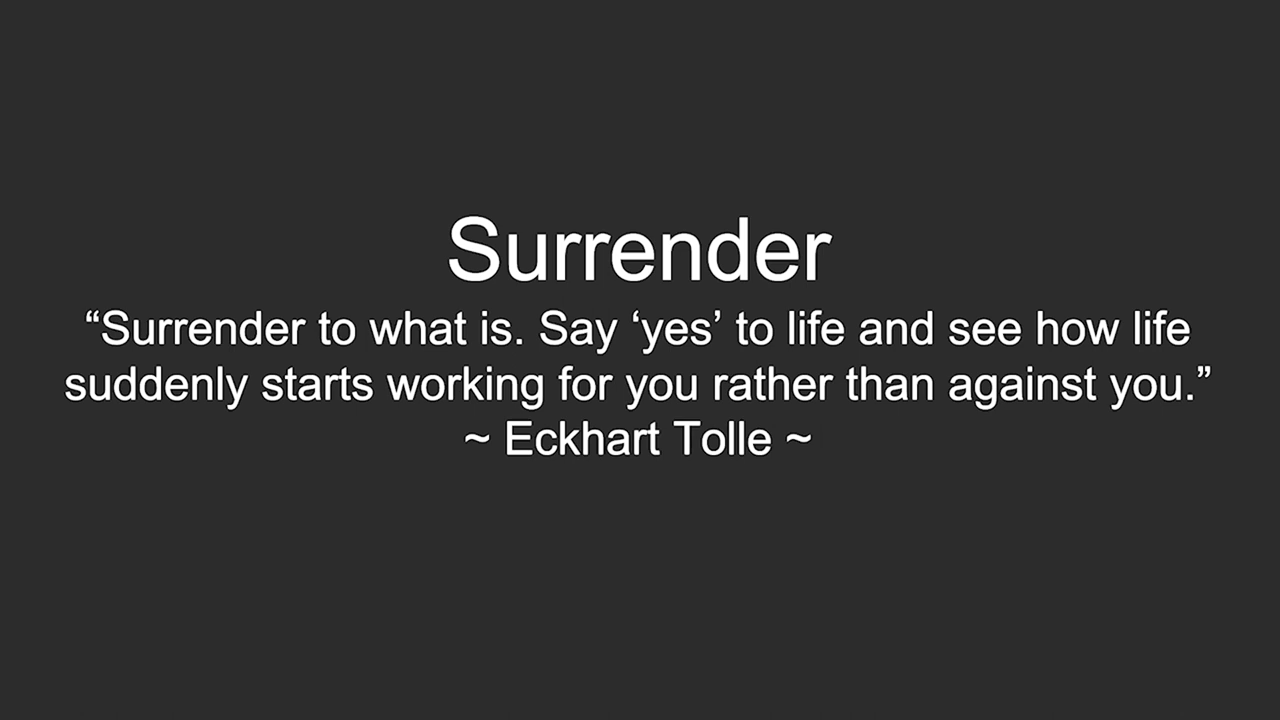 Surrender
“Surrender to what is. Say ‘yes’ to life and see how life
suddenly starts working for you rather than against you.”
~ Eckhart Tolle ~